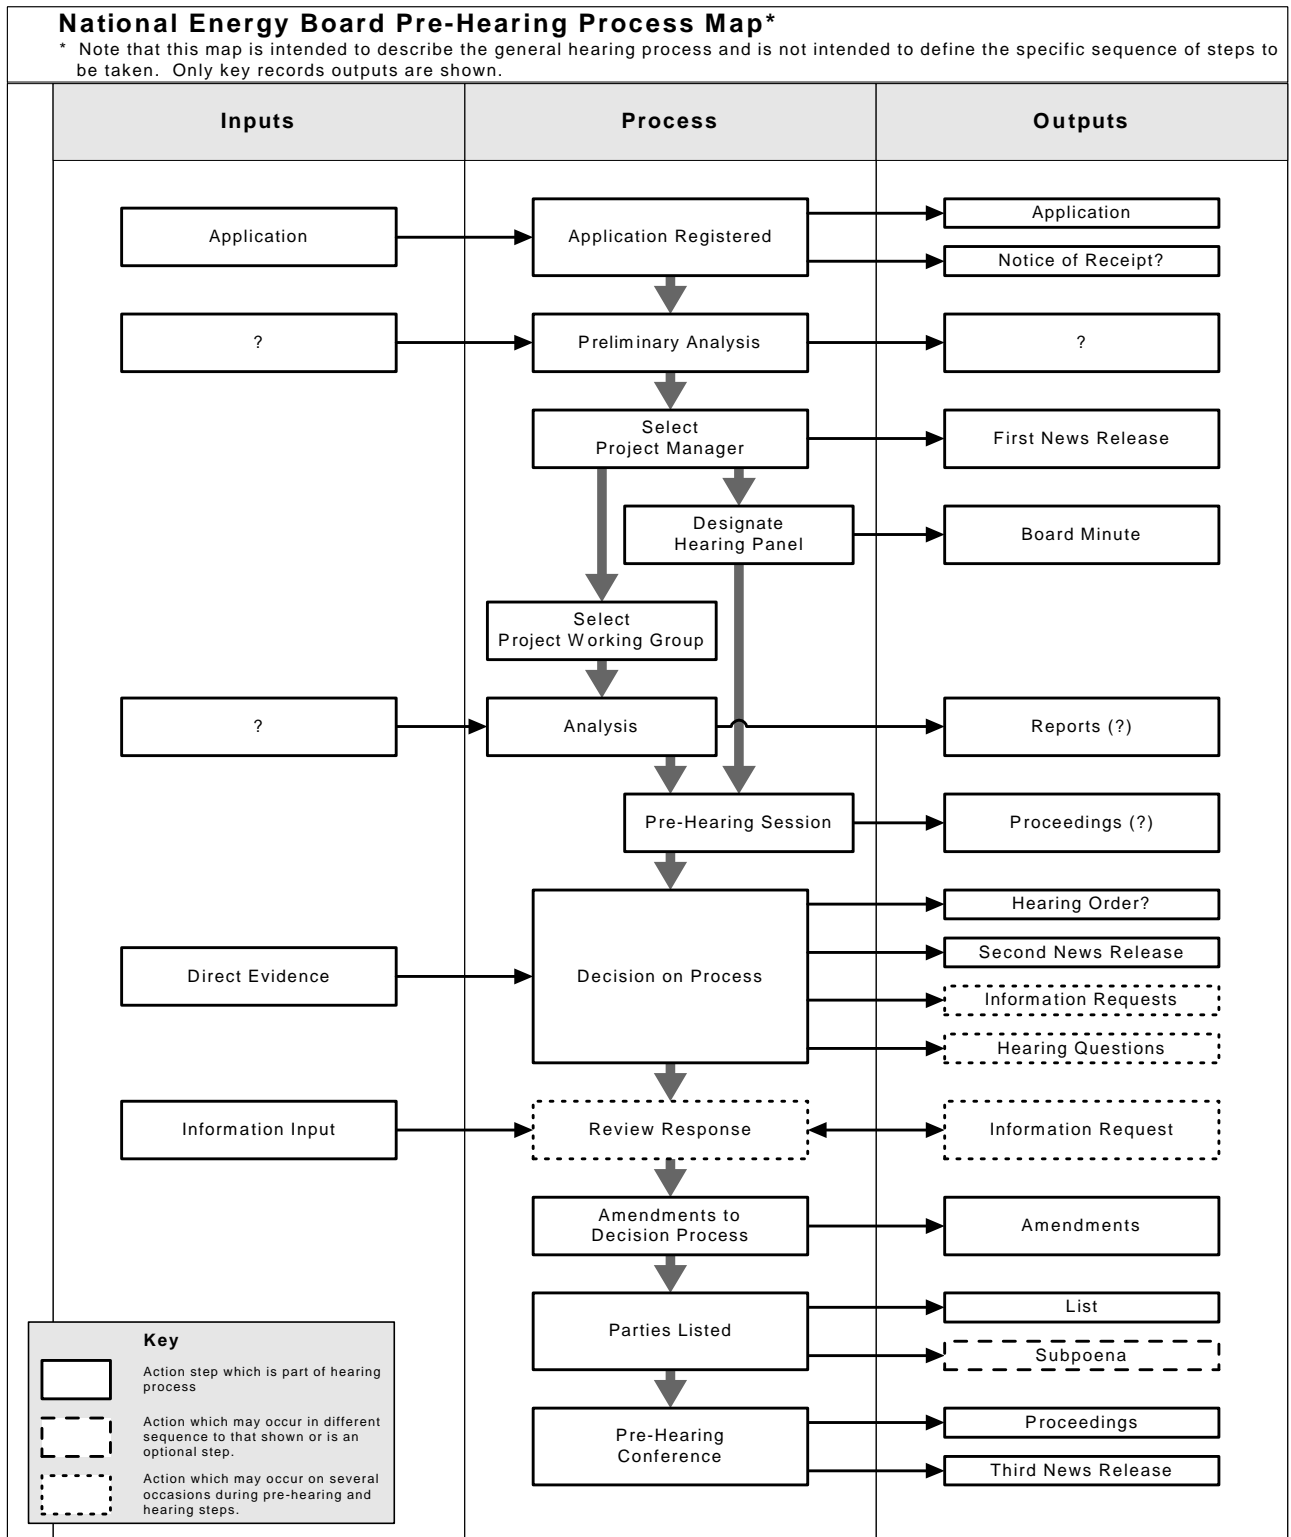 National Energy Board Pre-Hearing Process Map*
* Note that this map is intended to describe the general hearing process and is not intended to define the specific sequence of steps to
be taken. Only key records outputs are shown.
Inputs
Process
Outputs
Application
Application Registered
Application
Notice of Receipt?
?
Preliminary Analysis
?
Select
Project Manager
First News Release
Designate
Hearing Panel
Board Minute
Select
Project Working Group
?
Analysis
Reports (?)
Pre-Hearing Session
Proceedings (?)
Direct Evidence
Decision on Process
Hearing Order?
Second News Release
Information Requests
Hearing Questions
Information Input
Review Response
Information Request
Amendments to
Decision Process
Amendments
Parties Listed
List
Subpoena
Pre-Hearing
Conference
Proceedings
Third News Release
Key
Action step which is part of hearing
process
Action which may occur in different
sequence to that shown or is an
optional step.
Action which may occur on several
occasions during pre-hearing and
hearing steps.